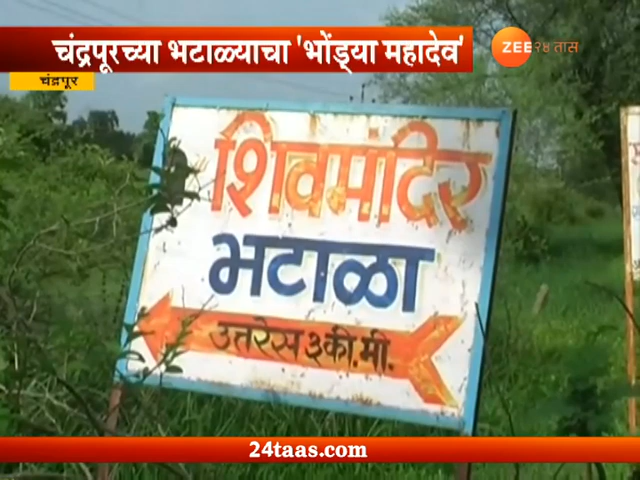 चंद्रपूरच्या भटाळ्याचा 'भोंड्या महादेव'
ZEE २४ तास
चंद्रपूर
शिवमंदिर
भटाळा
उत्तरेस ३ की.मी.
24taas.com